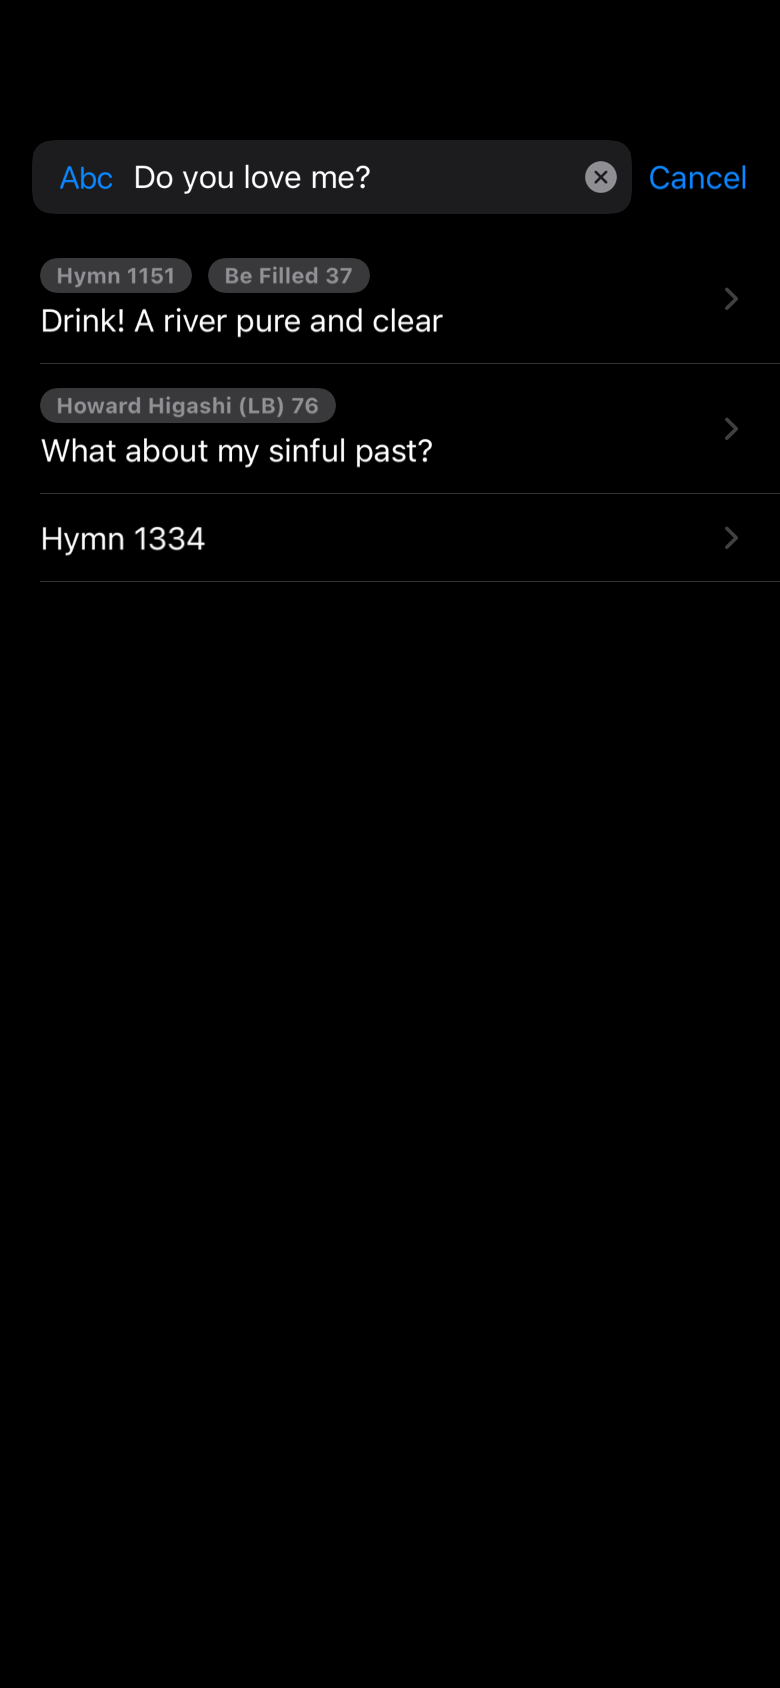 Abc Do you love me? Cancel
Hymn 1151 Be Filled 37
Drink! A river pure and clear
Howard Higashi (LB) 76
What about my sinful past?
Hymn 1334